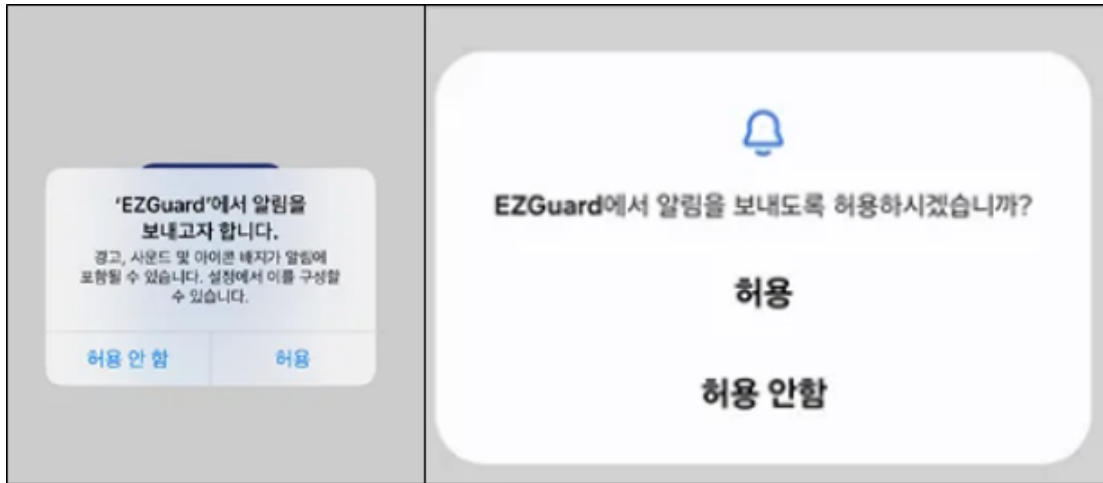 'EZGuard'에서 알림을
보내고자 합니다.
경고, 사운드 및 아이콘 배지가 알림에
포함될 수 있습니다. 설정에서 이를 구성할
수 있습니다.
허용 안 함 허용
EZGuard에서 알림을 보내도록 허용하시겠습니까?
허용
허용 안함